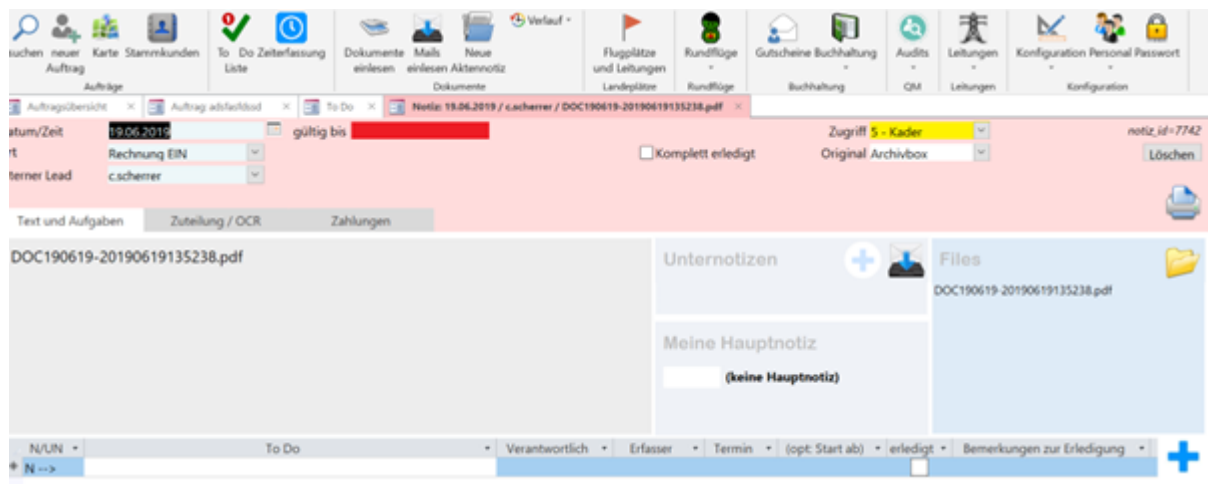 suchen neuer Karte Stammkunden To Do Zeiterfassung Dokumente Mails Neue Verlauf Flugplätze Rundflüge Gutscheine Buchhaltung Audits Leitungen Konfiguration Personal Passwort
Auftrag Liste einlesen einlesen Aktennotiz und Leitungen
Aufträge Dokumente Landeplätze Rundflüge Buchhaltung QM Leitungen Konfiguration
Auftragsübersicht × Auftrag: adsfasfdssd × To Do × Notiz: 19.06.2019 / c.scherrer / DOC190619-20190619135238.pdf ×
atum/Zeit 19.06.2019 gültig bis Zugriff 5 - Kader notiz_id=7742
rt Rechnung EIN Komplett erledigt Original Archivbox Löschen
terner Lead c.scherrer
Text und Aufgaben Zuteilung / OCR Zahlungen
DOC190619-20190619135238.pdf Unternotizen Files
DOC190619-20190619135238.pdf
Meine Hauptnotiz
(keine Hauptnotiz)
N/UN To Do Verantwortlich Erfasser Termin (opt: Start ab) erledigt Bemerkungen zur Erledigung
N -->